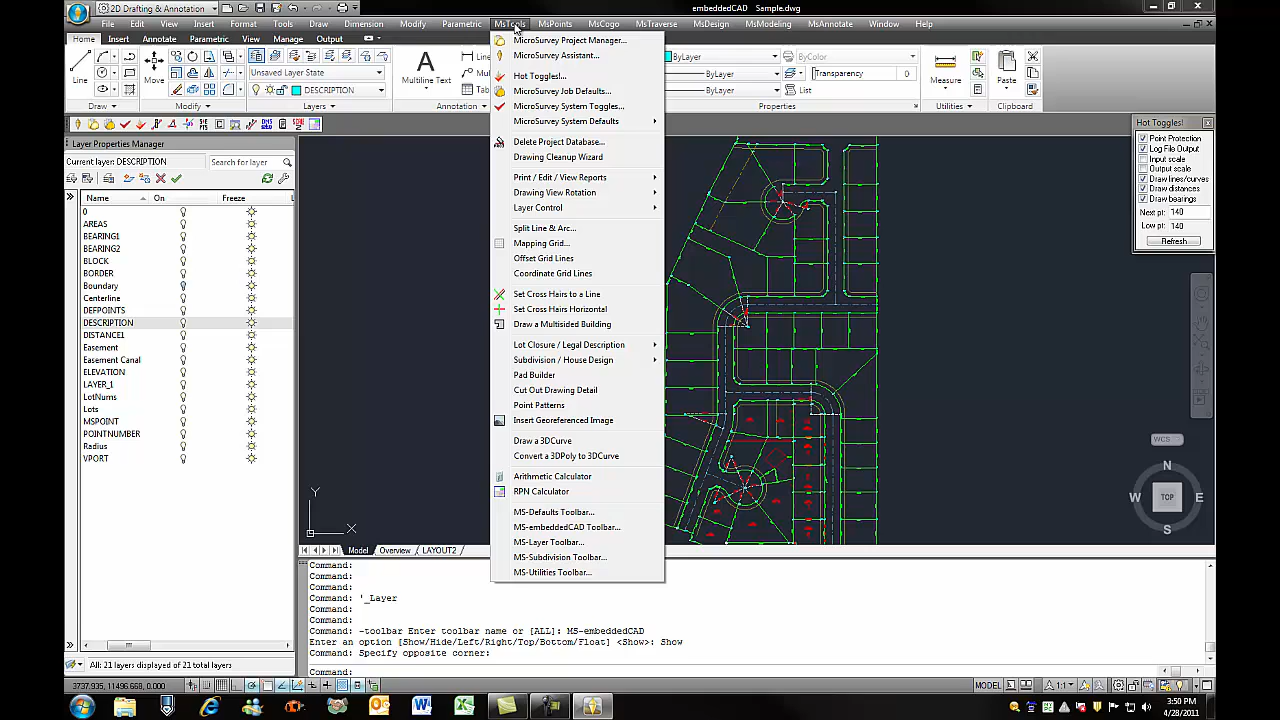 2D Drafting & Annotation
embeddedCAD Sample.dwg
File Edit View Insert Format Tools Draw Dimension Modify Parametric MsTools MsPoints MsCogo MsTraverse MsDesign MsModeling MsAnnotate Window Help
Home Insert Annotate Parametric View Manage Output
Line
Move
Unsaved Layer State
DESCRIPTION
A
Multiline Text
ByLayer
ByLayer
ByLayer
Transparency 0
List
Measure
Paste
Draw
Modify
Layers
Annotation
Properties
Utilities
Clipboard
MicroSurvey Project Manager...
MicroSurvey Assistant...
Hot Toggles!...
MicroSurvey Job Defaults...
MicroSurvey System Toggles...
MicroSurvey System Defaults
Delete Project Database...
Drawing Cleanup Wizard
Print / Edit / View Reports
Drawing View Rotation
Layer Control
Split Line & Arc...
Mapping Grid...
Offset Grid Lines
Coordinate Grid Lines
Set Cross Hairs to a Line
Set Cross Hairs Horizontal
Draw a Multisided Building
Lot Closure / Legal Description
Subdivision / House Design
Pad Builder
Cut Out Drawing Detail
Point Patterns
Insert Georeferenced Image
Draw a 3DCurve
Convert a 3DPoly to 3DCurve
Arithmetic Calculator
RPN Calculator
MS-Defaults Toolbar...
MS-embeddedCAD Toolbar...
MS-Layer Toolbar...
MS-Subdivision Toolbar...
MS-Utilities Toolbar...
Layer Properties Manager
Current layer: DESCRIPTION
Search for layer
Name On Freeze L
0
AREAS
BEARING1
BEARING2
BLOCK
BORDER
Boundary
Centerline
DEFPOINTS
DESCRIPTION
DISTANCE1
Easement
Easement Canal
ELEVATION
LAYER_1
LotNums
Lots
MSPOINT
POINTNUMBER
Radius
VPORT
All: 21 layers displayed of 21 total layers
Hot Toggles!
Point Protection
Log File Output
Input scale
Output scale
Draw lines/curves
Draw distances
Draw bearings
Next pt: 140
Low pt: 140
Refresh
WCS
N
W TOP E
S
Y
X
Model Overview LAYOUT2
Command:
Command:
Command:
Command: '_Layer
Command:
Command:
Command: -toolbar Enter toolbar name or [ALL]: MS-embeddedCAD
Enter an option [Show/Hide/Left/Right/Top/Bottom/Float] <Show>: Show
Command: Specify opposite corner:
Command:
3797.935, 11496.668, 0.000
MODEL
1:1
3:50 PM
4/28/2011